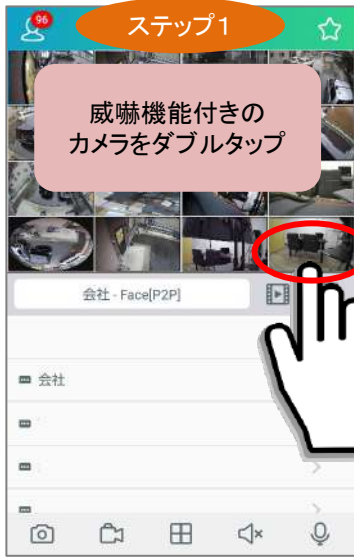 96
ステップ1
威嚇機能付きの
カメラをダブルタップ
会社 - Face[P2P]
会社